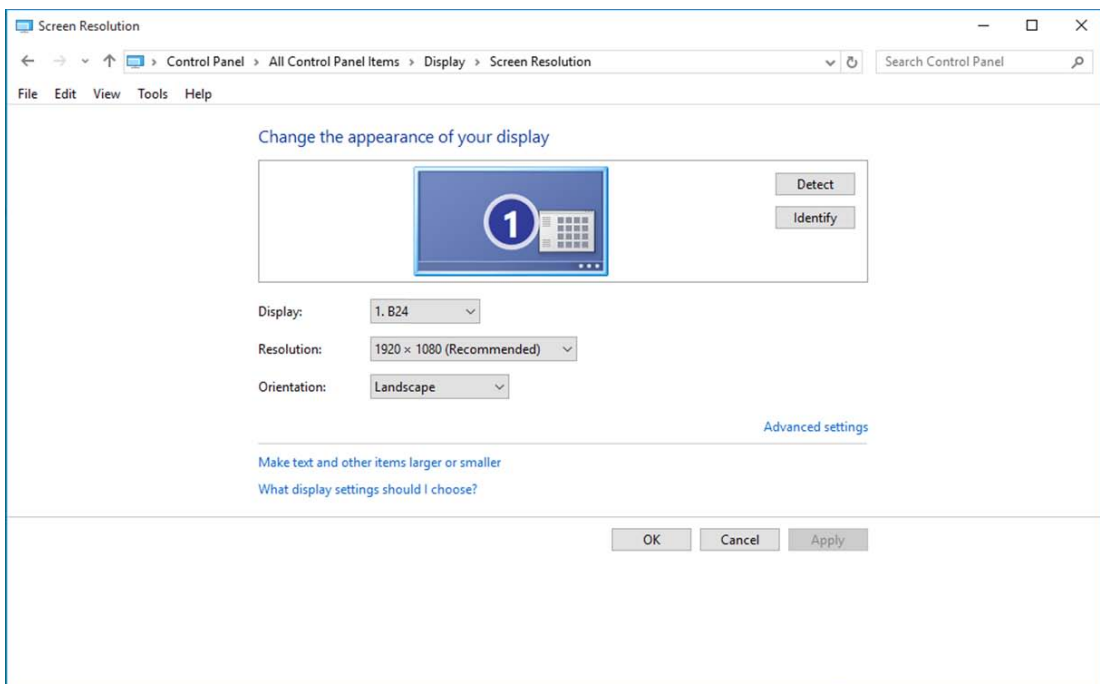 Screen Resolution
Control Panel > All Control Panel Items > Display > Screen Resolution
Search Control Panel
File Edit View Tools Help
Change the appearance of your display
1
Detect
Identify
Display: 1. B24
Resolution: 1920 × 1080 (Recommended)
Orientation: Landscape
Advanced settings
Make text and other items larger or smaller
What display settings should I choose?
OK Cancel Apply